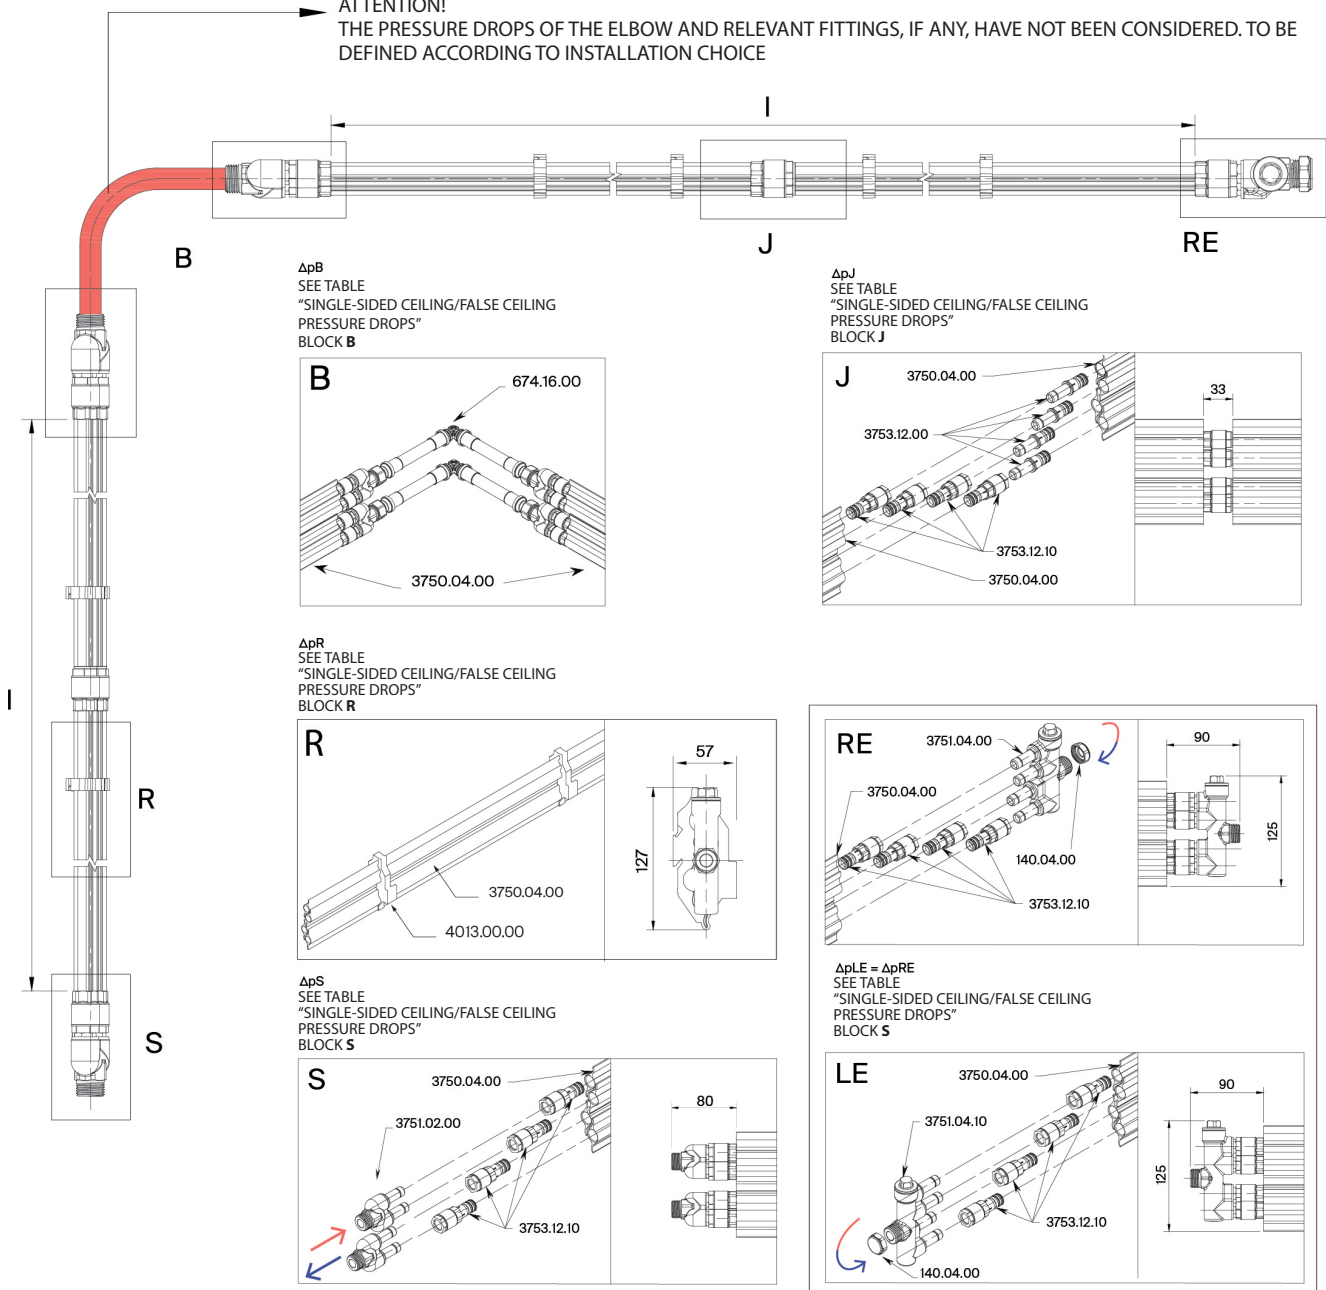 ATTENTION!
THE PRESSURE DROPS OF THE ELBOW AND RELEVANT FITTINGS, IF ANY, HAVE NOT BEEN CONSIDERED. TO BE
DEFINED ACCORDING TO INSTALLATION CHOICE
I
B
J
RE
ΔpB
SEE TABLE
“SINGLE-SIDED CEILING/FALSE CEILING
PRESSURE DROPS”
BLOCK B
ΔpJ
SEE TABLE
“SINGLE-SIDED CEILING/FALSE CEILING
PRESSURE DROPS”
BLOCK J
B
674.16.00
3750.04.00
J
3750.04.00
3753.12.00
3753.12.10
3750.04.00
33
I
R
S
ΔpR
SEE TABLE
“SINGLE-SIDED CEILING/FALSE CEILING
PRESSURE DROPS”
BLOCK R
R
3750.04.00
4013.00.00
57
127
RE
3751.04.00
3750.04.00
140.04.00
3753.12.10
90
125
ΔpS
SEE TABLE
“SINGLE-SIDED CEILING/FALSE CEILING
PRESSURE DROPS”
BLOCK S
ΔpLE = ΔpRE
SEE TABLE
“SINGLE-SIDED CEILING/FALSE CEILING
PRESSURE DROPS”
BLOCK S
S
3750.04.00
3751.02.00
3753.12.10
80
LE
3750.04.00
3751.04.10
3753.12.10
140.04.00
90
125